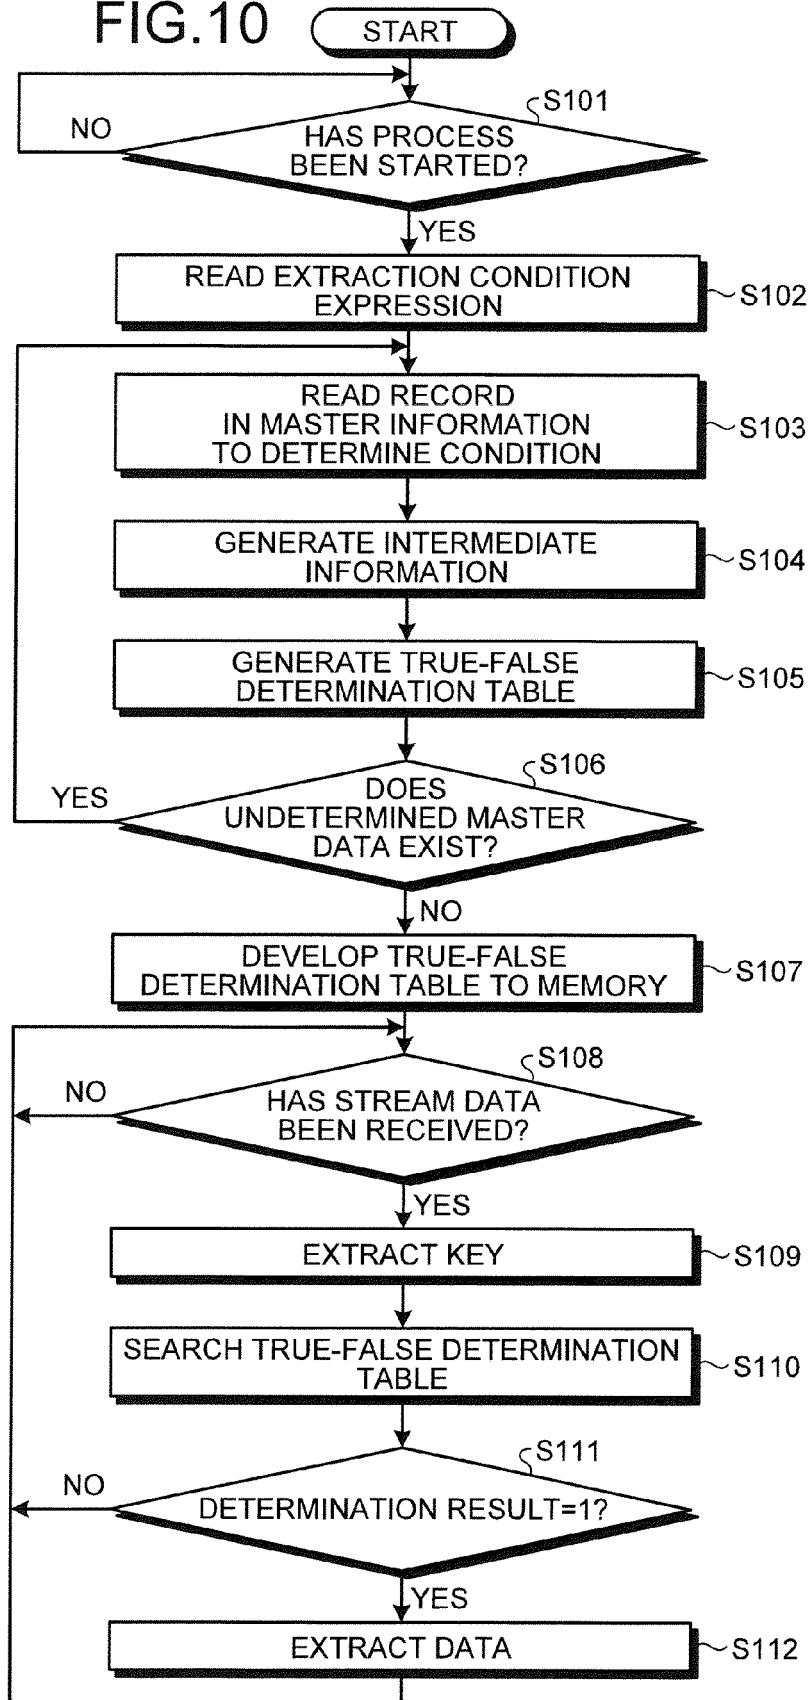 FIG.10
START
S101
NO
HAS PROCESS
BEEN STARTED?
YES
READ EXTRACTION CONDITION
EXPRESSION
S102
READ RECORD
IN MASTER INFORMATION
TO DETERMINE CONDITION
S103
GENERATE INTERMEDIATE
INFORMATION
S104
GENERATE TRUE-FALSE
DETERMINATION TABLE
S105
S106
YES
DOES
UNDETERMINED MASTER
DATA EXIST?
NO
DEVELOP TRUE-FALSE
DETERMINATION TABLE TO MEMORY
S107
S108
NO
HAS STREAM DATA
BEEN RECEIVED?
YES
EXTRACT KEY
S109
SEARCH TRUE-FALSE DETERMINATION
TABLE
S110
S111
NO
DETERMINATION RESULT=1?
YES
EXTRACT DATA
S112